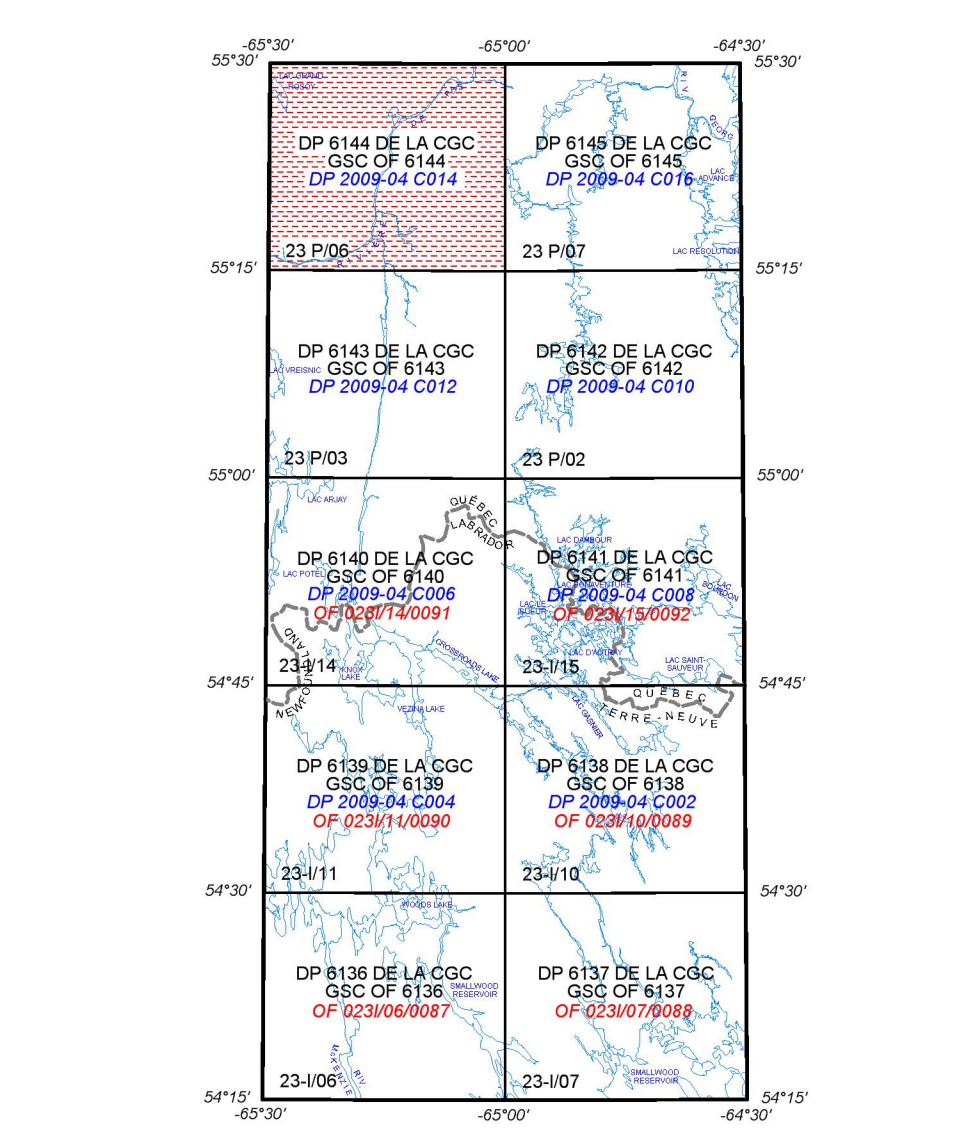 -65°30' -65°00' -64°30'
55°30' 55°30'
LAC GRAND
ROSOY
RIVIÈRE DE PAS
DP 6144 DE LA CGC
GSC OF 6144
DP 2009-04 C014
23 P/06
RIV
GEORG
DP 6145 DE LA CGC
GSC OF 6145
DP 2009-04 C016
LAC
ADVANCE
LAC RESOLUTION
23 P/07
55°15' 55°15'
DP 6143 DE LA CGC
GSC OF 6143
DP 2009-04 C012
LAC VREISNIC
23 P/03
DP 6142 DE LA CGC
GSC OF 6142
DP 2009-04 C010
23 P/02
55°00' 55°00'
LAC ARJAY
QUÉBEC
LABRADOR
DP 6140 DE LA CGC
GSC OF 6140
DP 2009-04 C006
OF 023I/14/0091
LAC POTEL
23-I/14
KNOX
LAKE
CROSSROADS LAKE
NEWFOUNDLAND
LAC DAMBOUR
DP 6141 DE LA CGC
GSC OF 6141
DP 2009-04 C008
OF 023I/15/0092
LAC BONAVENTURE
LAC LE
SUEUR
LAC
BOURDON
LAC D'AUTRAY
LAC SAINT-
SAUVEUR
23-I/15
54°45' 54°45'
QUÉBEC
TERRE-NEUVE
VEZINA LAKE
LAC GASNIER
DP 6139 DE LA CGC
GSC OF 6139
DP 2009-04 C004
OF 023I/11/0090
23-I/11
DP 6138 DE LA CGC
GSC OF 6138
DP 2009-04 C002
OF 023I/10/0089
23-I/10
54°30' 54°30'
WOODS LAKE
DP 6136 DE LA CGC
GSC OF 6136
OF 023I/06/0087
SMALLWOOD
RESERVOIR
McKENZIE
RIV
23-I/06
DP 6137 DE LA CGC
GSC OF 6137
OF 023I/07/0088
SMALLWOOD
RESERVOIR
23-I/07
54°15' 54°15'
-65°30' -65°00' -64°30'